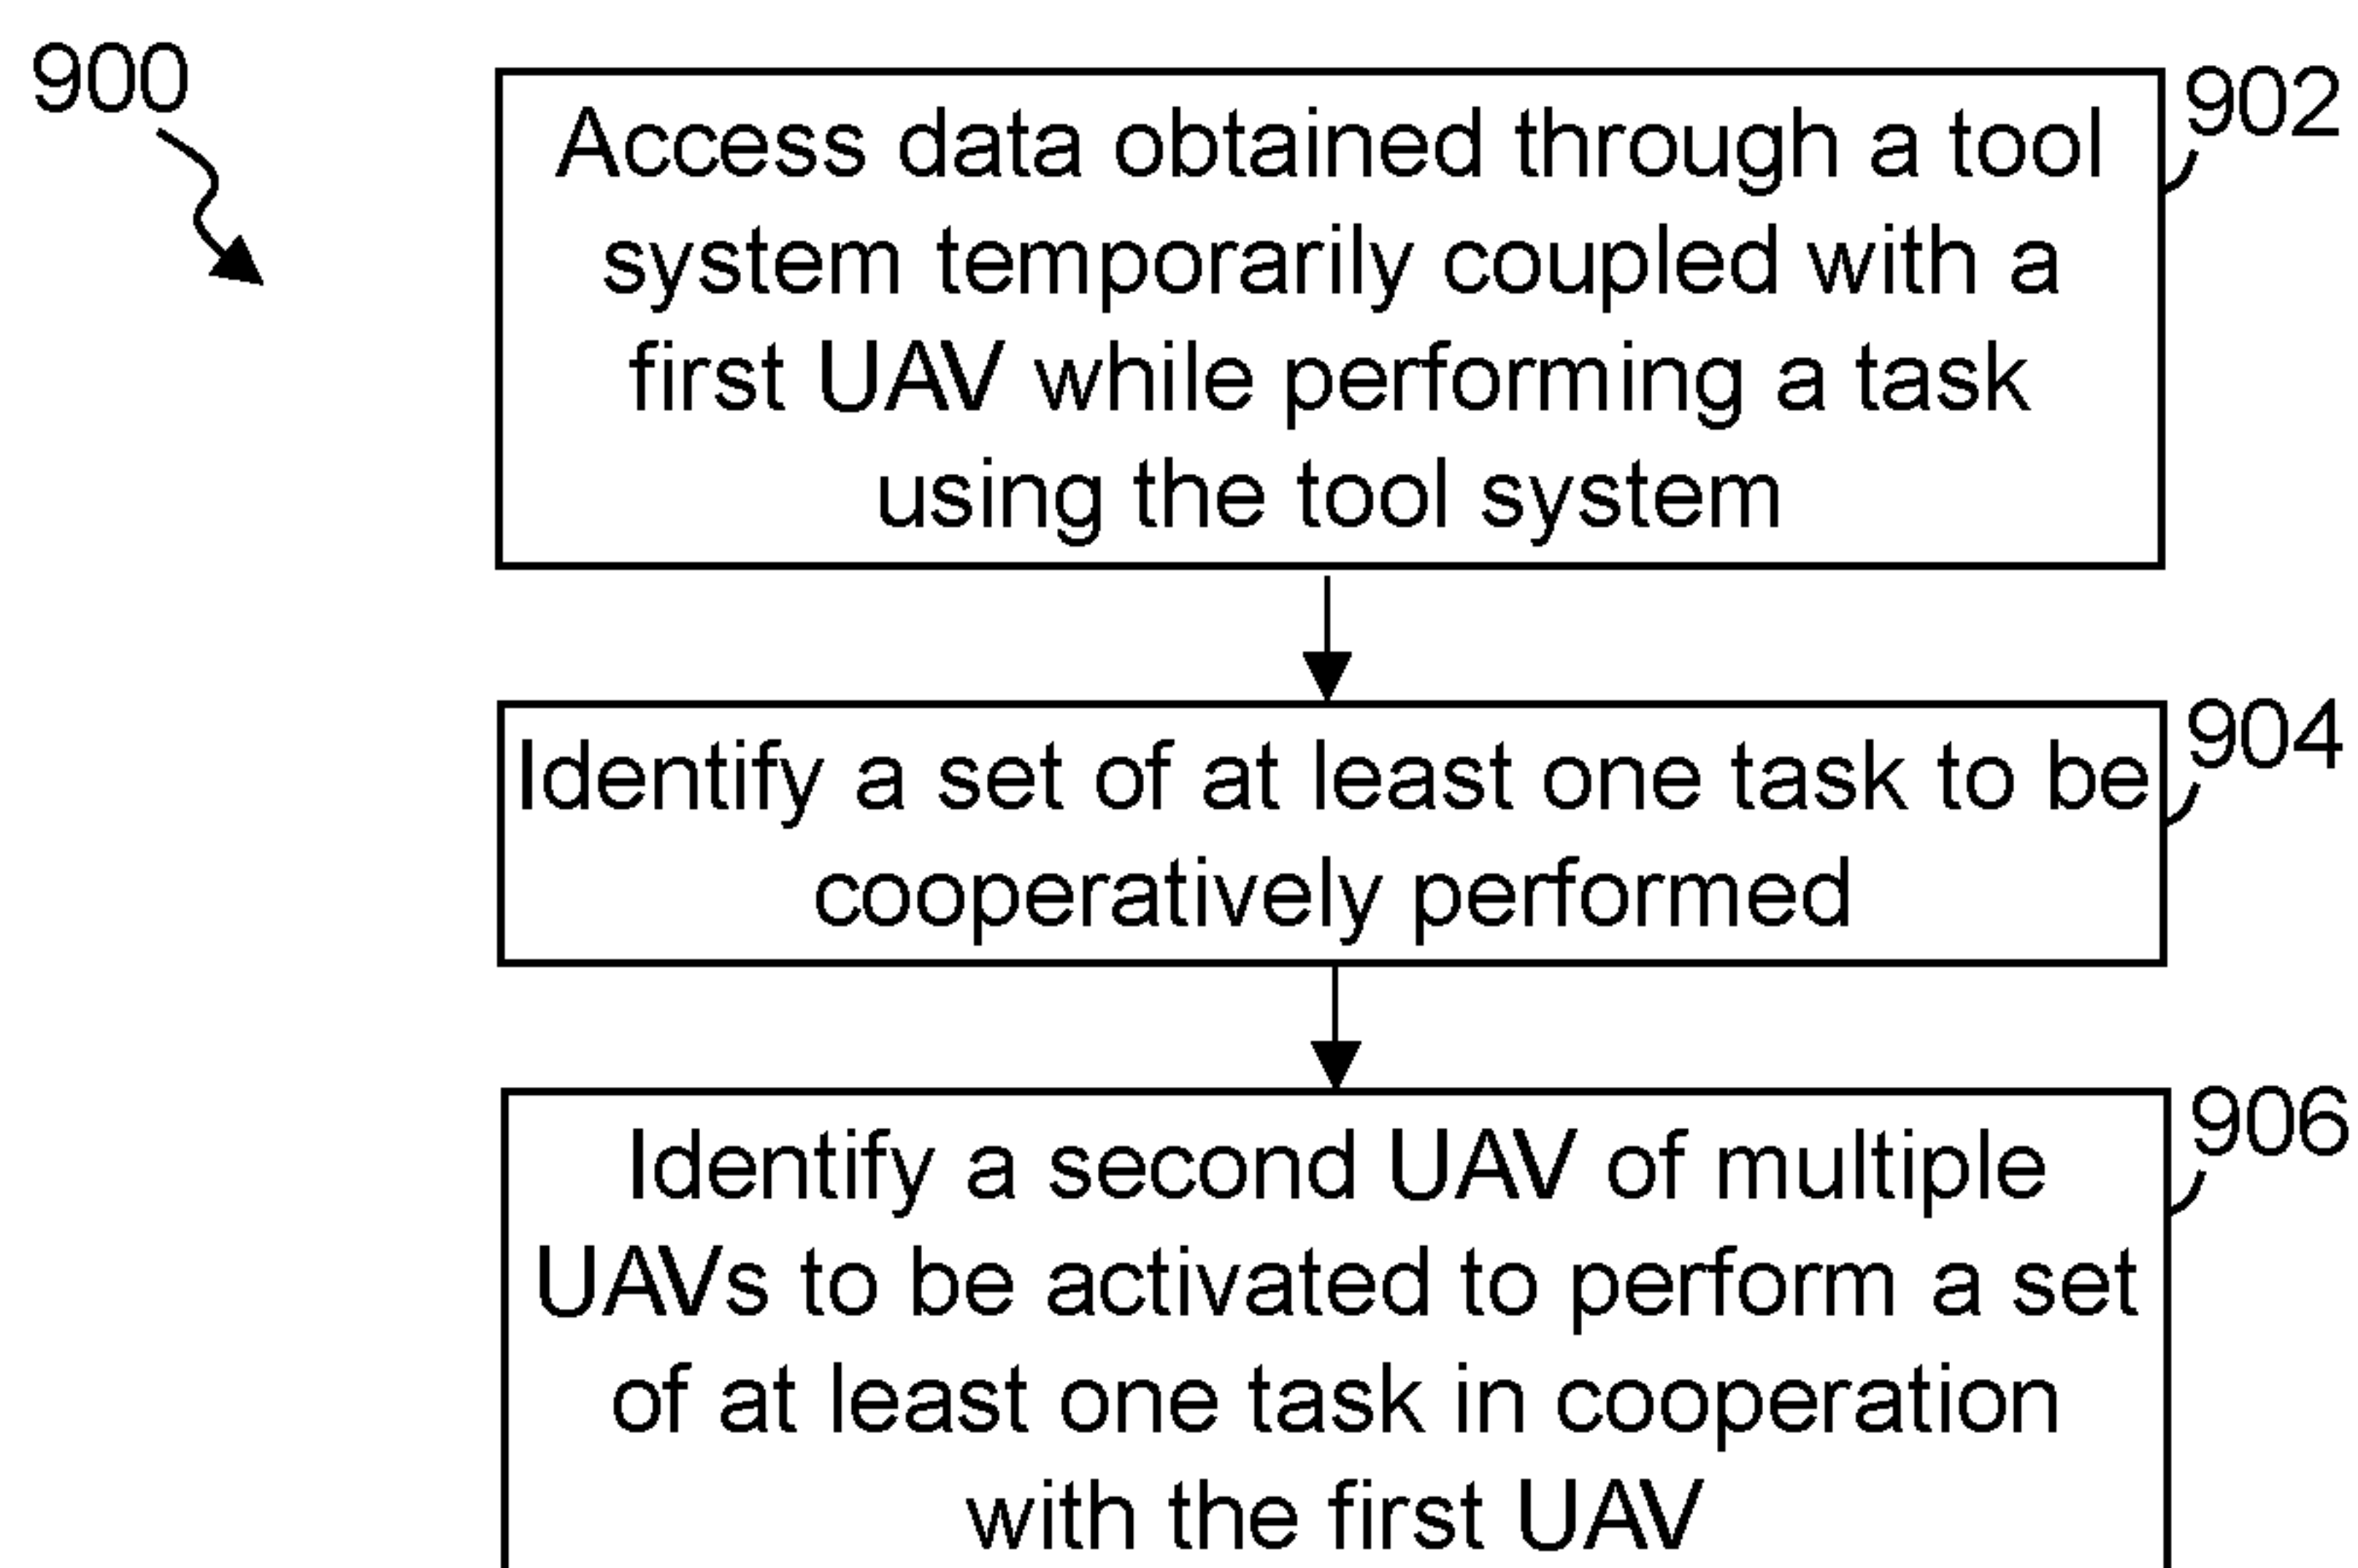 900
902
Access data obtained through a tool
system temporarily coupled with a
first UAV while performing a task
using the tool system
904
Identify a set of at least one task to be
cooperatively performed
906
Identify a second UAV of multiple
UAVs to be activated to perform a set
of at least one task in cooperation
with the first UAV